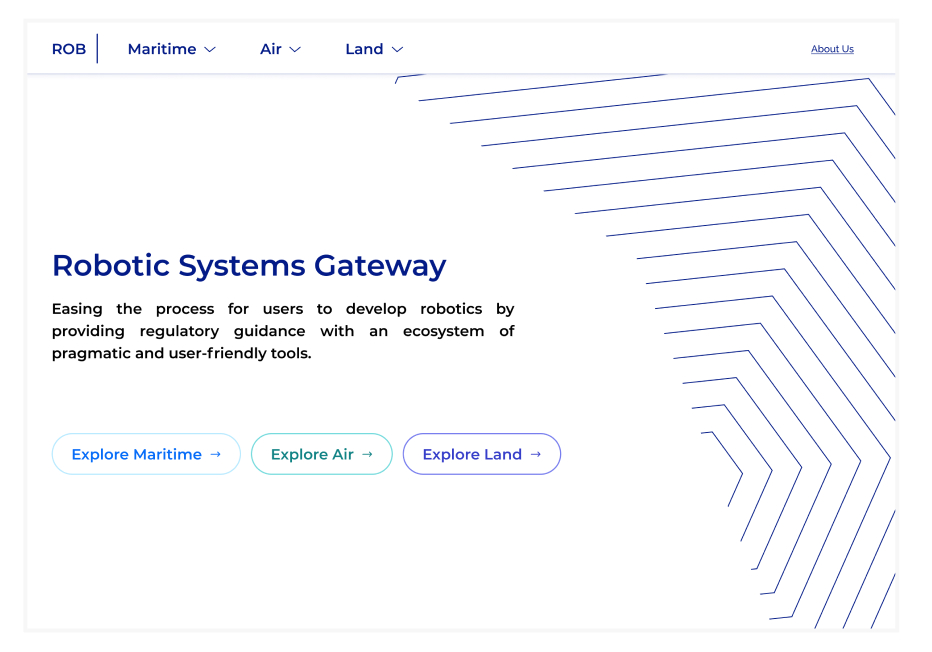 ROB
Maritime
Air
Land
About Us
Robotic Systems Gateway
Easing the process for users to develop robotics by
providing regulatory guidance with an ecosystem of
pragmatic and user-friendly tools.
Explore Maritime →
Explore Air →
Explore Land →